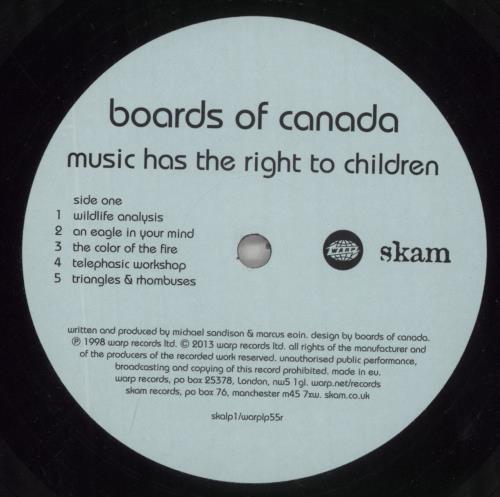 boards of canada
music has the right to children
side one
1 wildlife analysis
2 an eagle in your mind
3 the color of the fire
4 telephasic workshop
5 triangles & rhombuses
WARP
skam
written and produced by michael sandison & marcus eoin. design by boards of canada.
℗ 1998 warp records ltd. © 2013 warp records ltd. all rights of the manufacturer and
of the producers of the recorded work reserved. unauthorised public performance,
broadcasting and copying of this record prohibited. made in eu.
warp records, po box 25378, London, nw5 1gl. warp.net/records
skam records, po box 76, manchester m45 7xw. skam.co.uk
skalp1/warplp55r